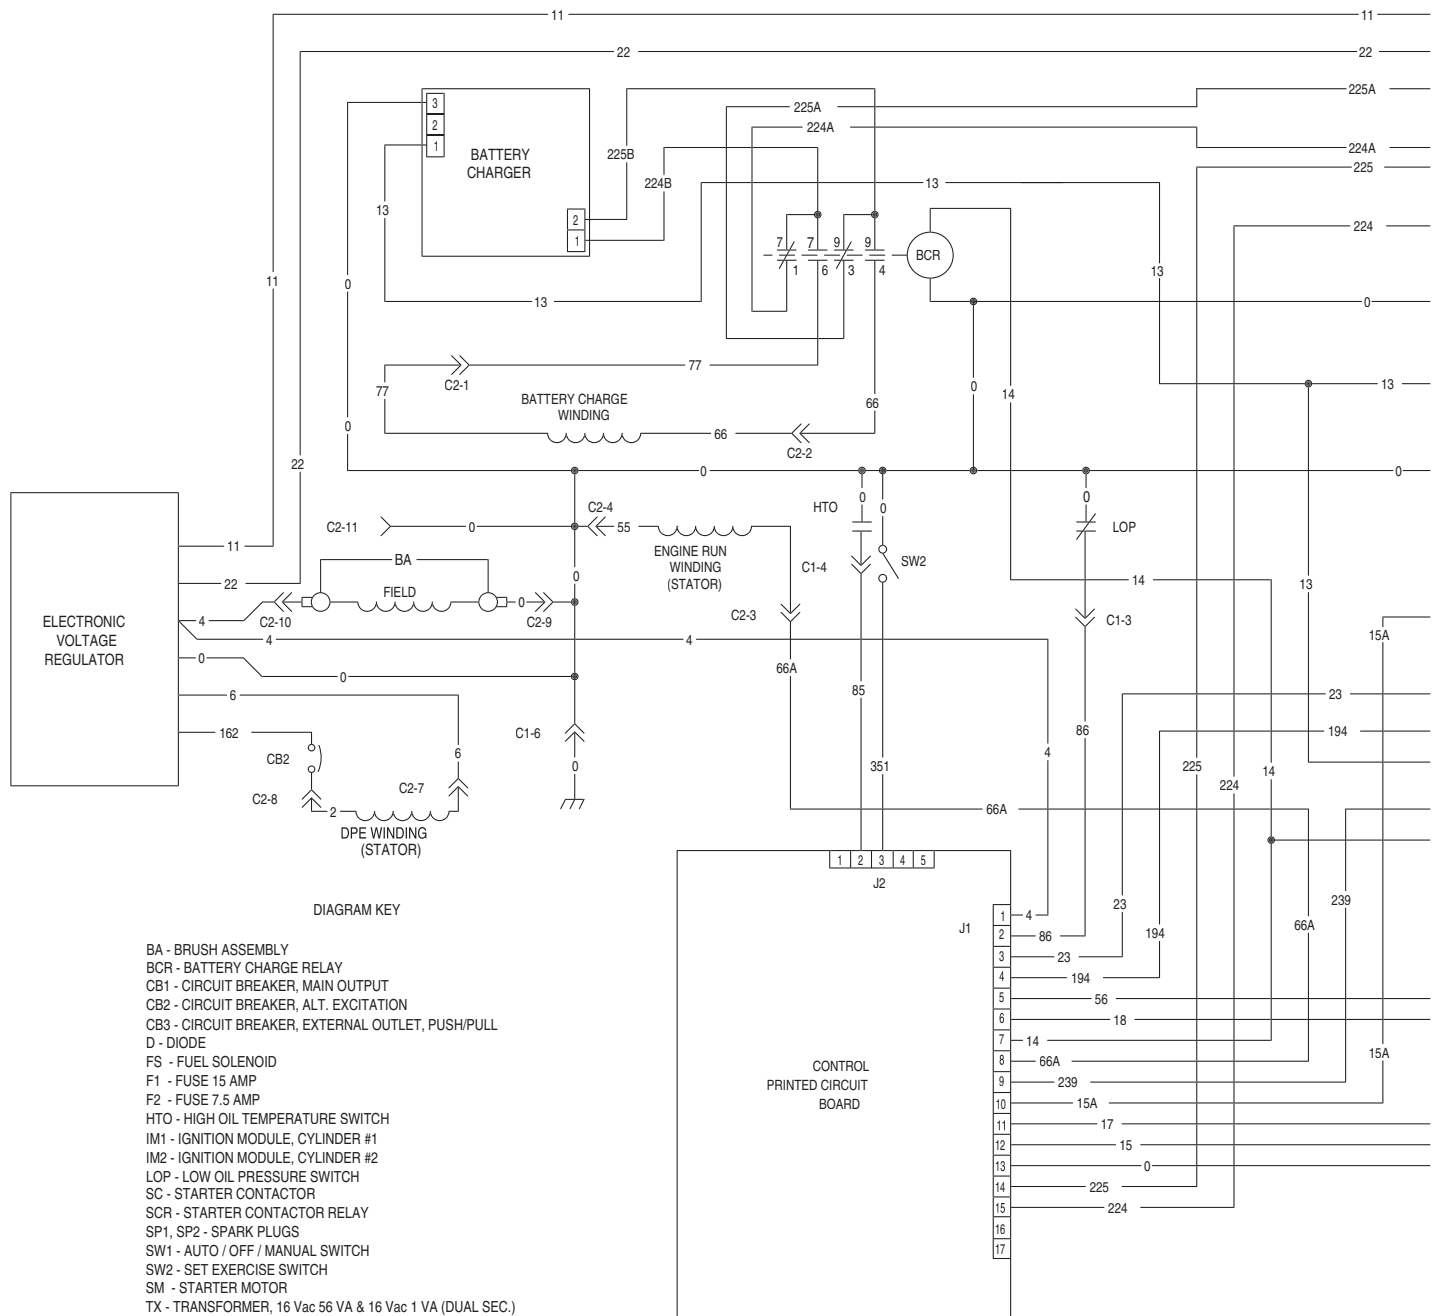 11 11
22 22
225A 225A
224A 224A
3
2
1
BATTERY
CHARGER
225B
224B
225
13
13
2
1
224
7 7 9 9
1 6 3 4
BCR
11
0
13
13
0
77
C2-1
77
BATTERY CHARGE
WINDING
66
66
C2-2
0
14
13
0
22
0
0
0 0 0
HTO
C2-11
0
C2-4
55
ENGINE RUN
WINDING
(STATOR)
C1-4
SW2
LOP
11
22
BA
FIELD
4
C2-10
0
C2-9
0
C2-3
14
13
C1-3
15A
ELECTRONIC
VOLTAGE
REGULATOR
4
4
0
0
66A
6
85
23
162
CB2
C2-8
2
C2-7
6
C1-6
0
4
86
194
351
225
224
14
DPE WINDING
(STATOR)
66A
1 2 3 4 5
J2
DIAGRAM KEY
J1
23
194
66A
239
1 4
2 86
3 23
4 194
5 56
6 18
7 14
8 66A
9 239
10 15A
11 17
12 15
13 0
14 225
15 224
16
17
15A
CONTROL
PRINTED CIRCUIT
BOARD
BA - BRUSH ASSEMBLY
BCR - BATTERY CHARGE RELAY
CB1 - CIRCUIT BREAKER, MAIN OUTPUT
CB2 - CIRCUIT BREAKER, ALT. EXCITATION
CB3 - CIRCUIT BREAKER, EXTERNAL OUTLET, PUSH/PULL
D - DIODE
FS - FUEL SOLENOID
F1 - FUSE 15 AMP
F2 - FUSE 7.5 AMP
HTO - HIGH OIL TEMPERATURE SWITCH
IM1 - IGNITION MODULE, CYLINDER #1
IM2 - IGNITION MODULE, CYLINDER #2
LOP - LOW OIL PRESSURE SWITCH
SC - STARTER CONTACTOR
SCR - STARTER CONTACTOR RELAY
SP1, SP2 - SPARK PLUGS
SW1 - AUTO / OFF / MANUAL SWITCH
SW2 - SET EXERCISE SWITCH
SM - STARTER MOTOR
TX - TRANSFORMER, 16 Vac 56 VA & 16 Vac 1 VA (DUAL SEC.)